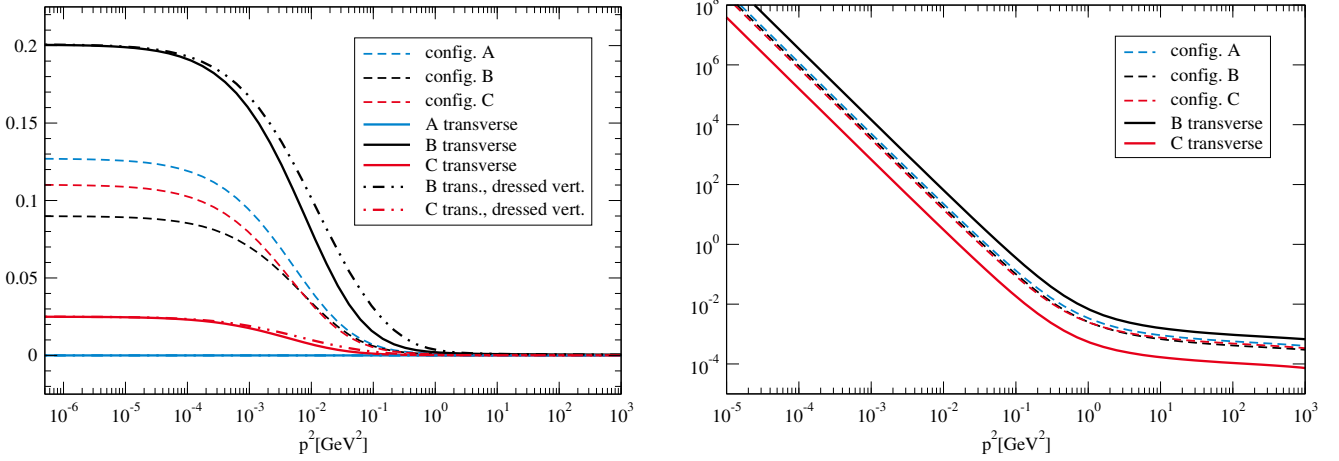 0.2
0.15
0.1
0.05
0
10^-6
10^-5
10^-4
10^-3
10^-2
10^-1
10^0
10^1
10^2
10^3
p^2[GeV^2]
config. A
config. B
config. C
A transverse
B transverse
C transverse
B trans., dressed vert.
C trans., dressed vert.
10^8
10^6
10^4
10^2
10^0
10^-2
10^-4
10^-5
10^-4
10^-3
10^-2
10^-1
10^0
10^1
10^2
10^3
p^2[GeV^2]
config. A
config. B
config. C
B transverse
C transverse